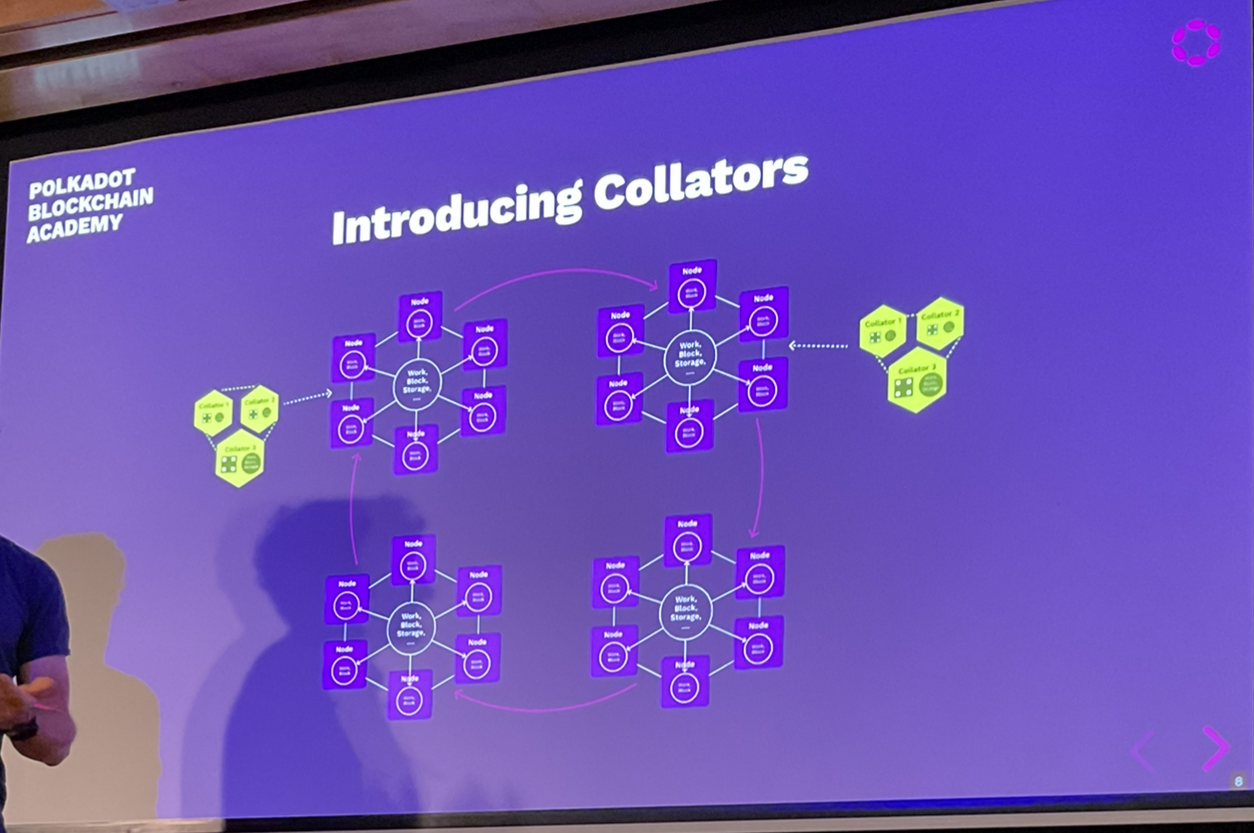 POLKADOT
BLOCKCHAIN
ACADEMY
Introducing Collators
Node
Node
Node
Node
Node
Node
Work,
Block,
Storage,
...
Node
Node
Node
Node
Node
Node
Work,
Block,
Storage,
...
Collator 1
Collator 2
Collator 3
Collator 1
Collator 2
Collator 3
Node
Node
Node
Node
Node
Node
Work,
Block,
Storage,
...
Node
Node
Node
Node
Node
Node
Work,
Block,
Storage,
...
6